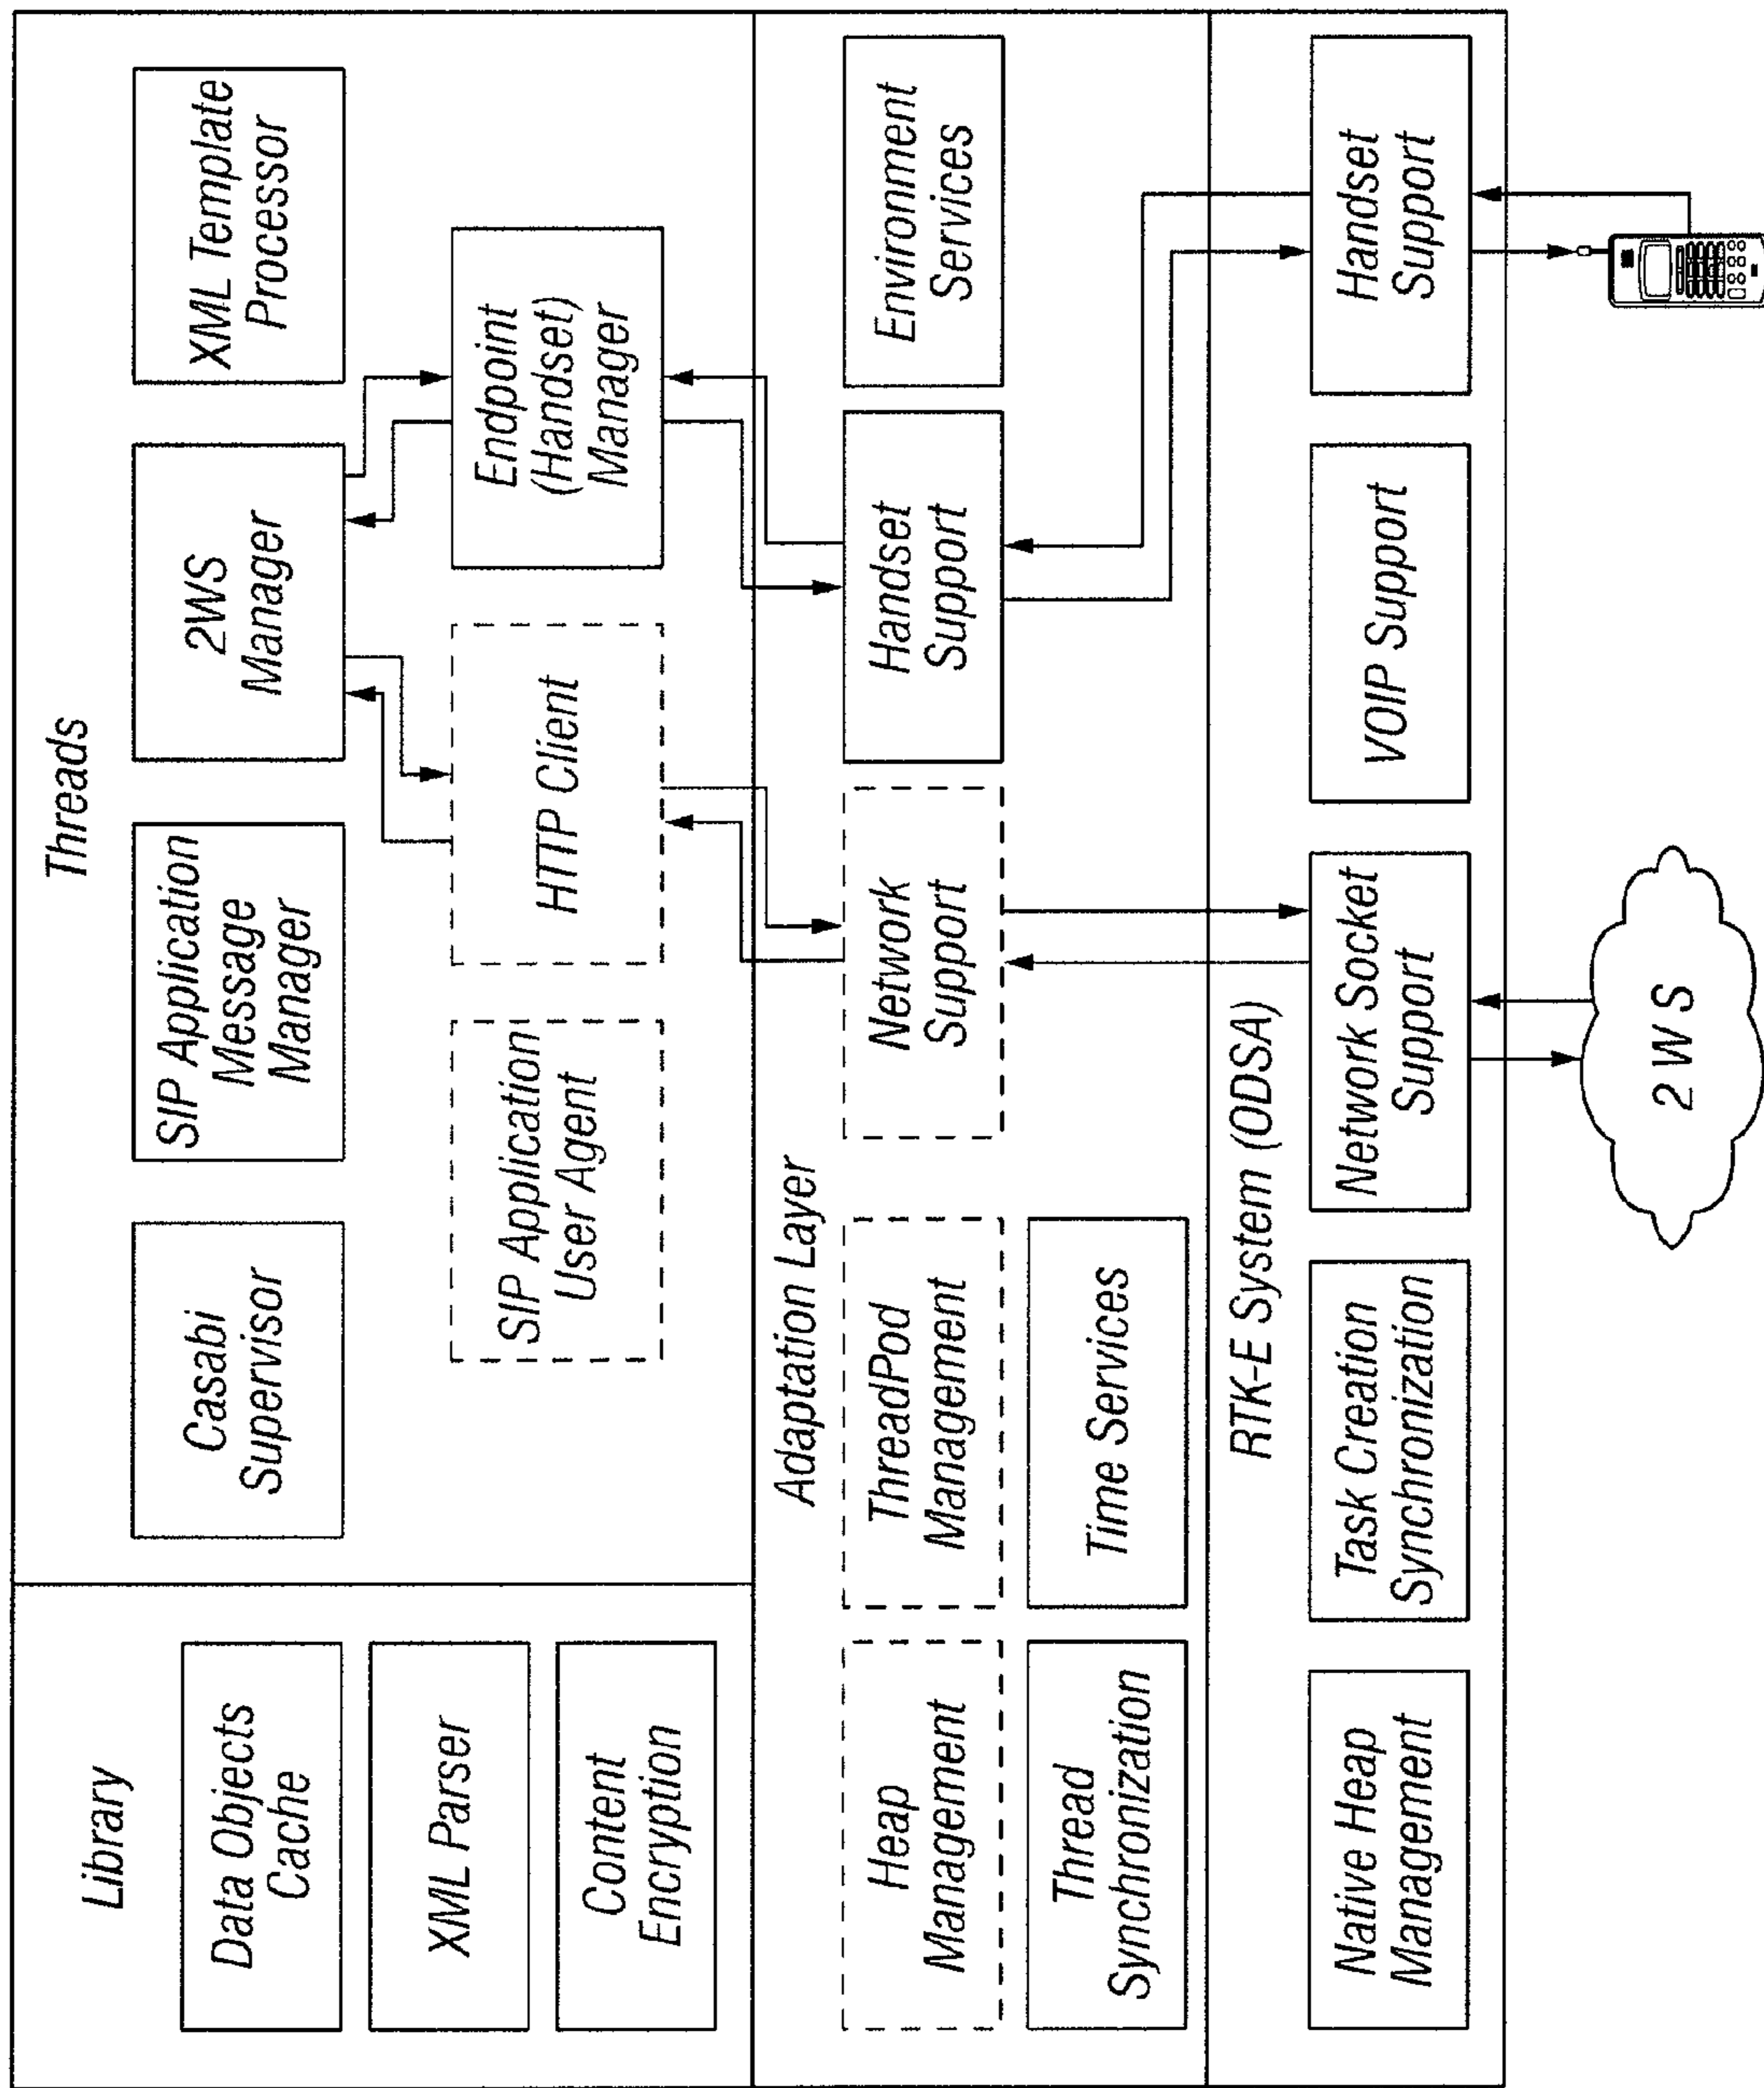 Library
Data Objects
Cache
XML Parser
Content
Encryption
Threads
Casabi
Supervisor
SIP Application
Message
Manager
2WS
Manager
XML Template
Processor
SIP Application
User Agent
HTTP Client
Endpoint
(Handset)
Manager
Adaptation Layer
Heap
Management
ThreadPod
Management
Network
Support
Handset
Support
Environment
Services
Thread
Synchronization
Time Services
RTK-E System (ODSA)
Native Heap
Management
Task Creation
Synchronization
Network Socket
Support
VOIP Support
Handset
Support
2 W S